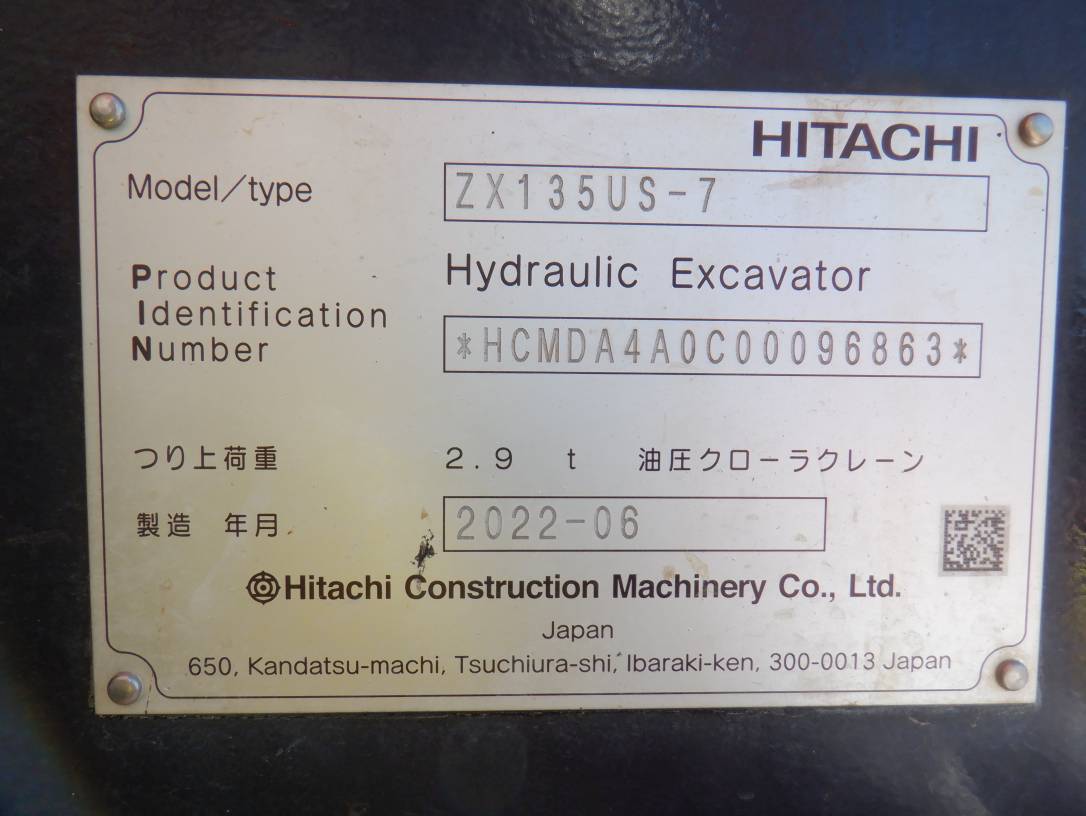 HITACHI
Model/type ZX135US-7
Hydraulic Excavator
Product
Identification
Number *HCMDA4A0C00096863*
つり上荷重 2.9 t 油圧クローラクレーン
製造 年月 2022-06
Hitachi Construction Machinery Co., Ltd.
Japan
650, Kandatsu-machi, Tsuchiura-shi, Ibaraki-ken, 300-0013 Japan